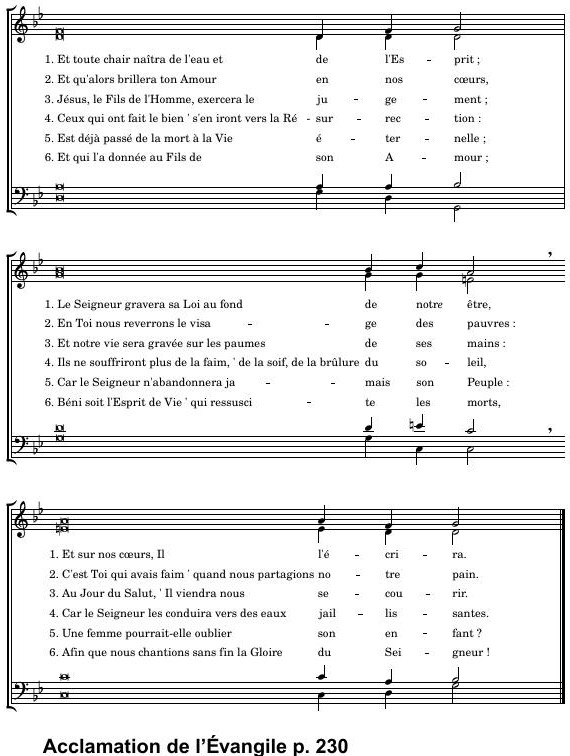 1. Et toute chair naîtra de l'eau et de l'Es - prit ;
2. Et qu'alors brillera ton Amour en nos cœurs,
3. Jésus, le Fils de l'Homme, exercera le ju - ge - ment ;
4. Ceux qui ont fait le bien ' s'en iront vers la Ré - sur - rec - tion :
5. Est déjà passé de la mort à la Vie é - ter - nelle ;
6. Et qui l'a donnée au Fils de son A - mour ;
1. Le Seigneur gravera sa Loi au fond de notre être,
2. En Toi nous reverrons le visa - - ge des pauvres :
3. Et notre vie sera gravée sur les paumes de ses mains :
4. Ils ne souffriront plus de la faim, ' de la soif, de la brûlure du so - leil,
5. Car le Seigneur n'abandonnera ja - - mais son Peuple :
6. Béni soit l'Esprit de Vie ' qui ressusci - te les morts,
1. Et sur nos cœurs, Il l'é - cri - ra.
2. C'est Toi qui avais faim ' quand nous partagions no - tre pain.
3. Au Jour du Salut, ' Il viendra nous se - cou - rir.
4. Car le Seigneur les conduira vers des eaux jail - lis - santes.
5. Une femme pourrait-elle oublier son en - fant ?
6. Afin que nous chantions sans fin la Gloire du Sei - gneur !
Acclamation de l'Évangile p. 230